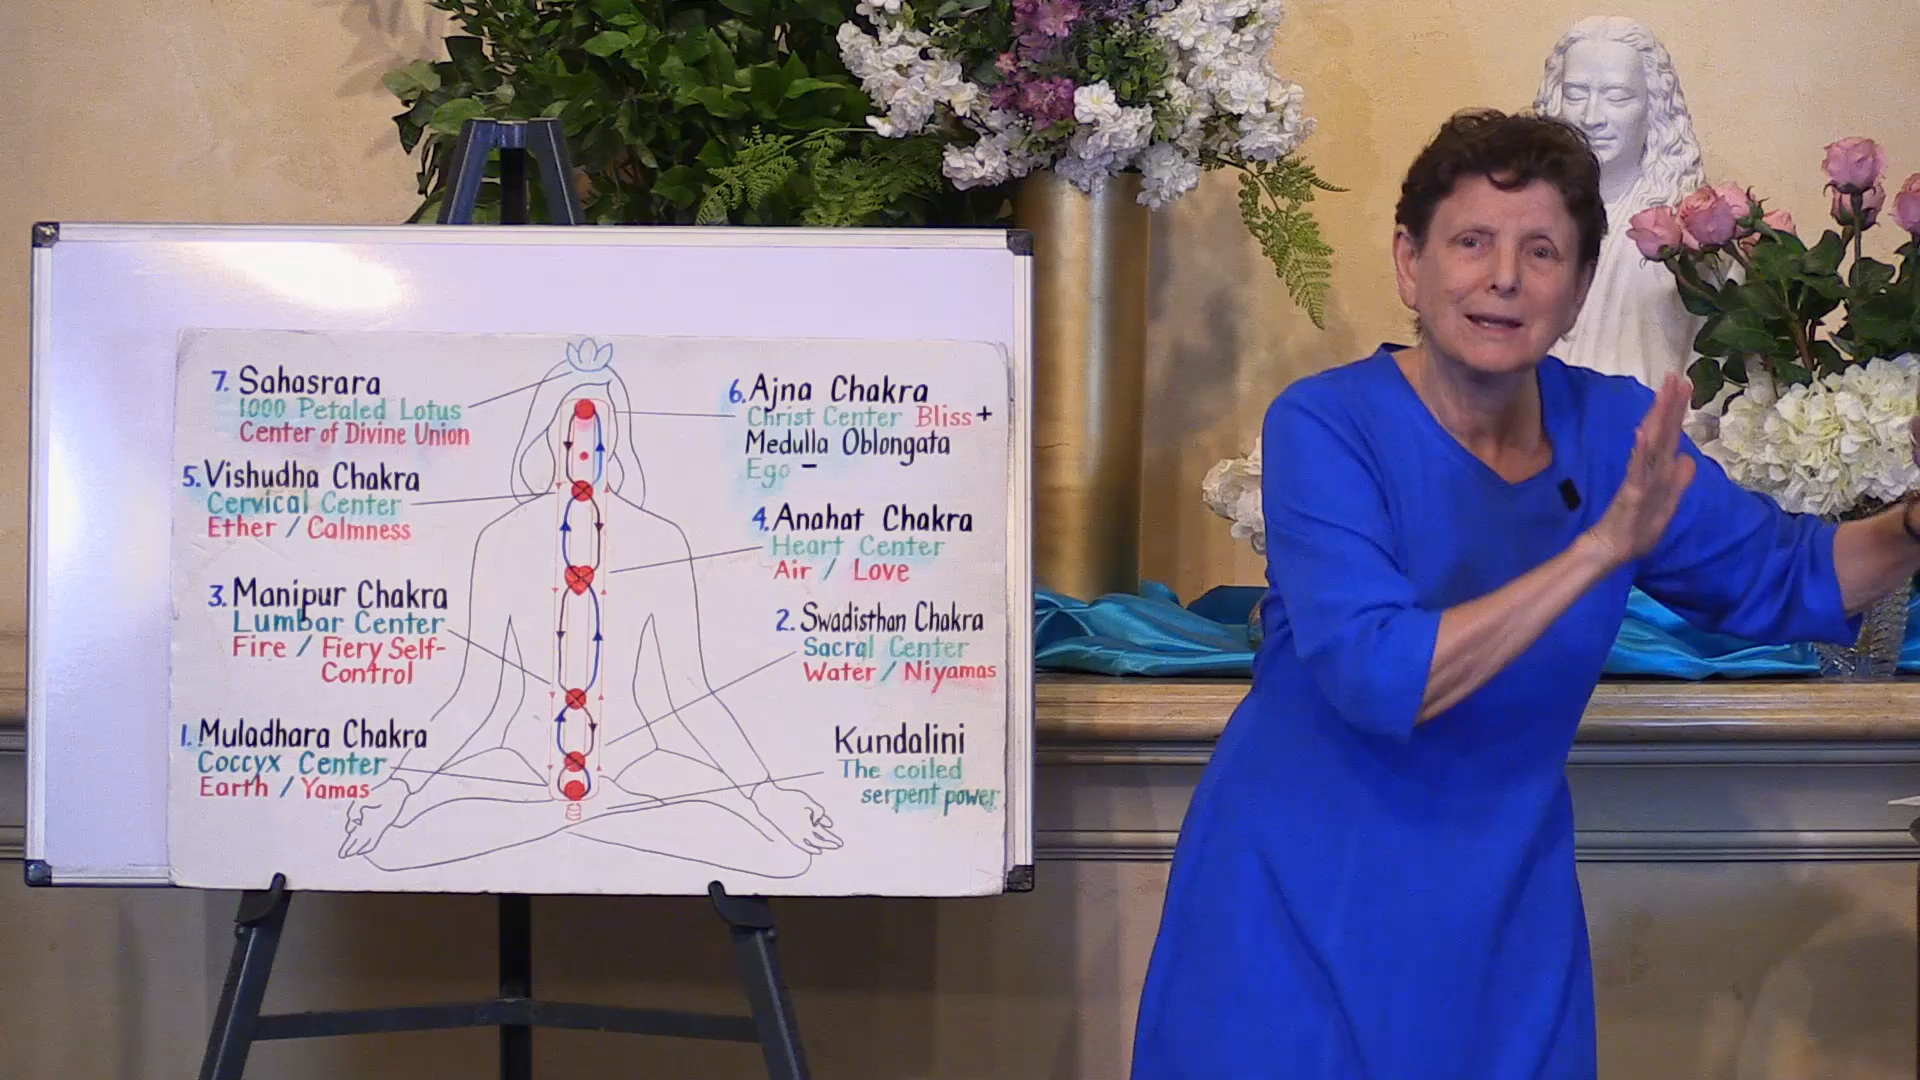 7. Sahasrara
1000 Petaled Lotus
Center of Divine Union
6. Ajna Chakra
Christ Center Bliss +
Medulla Oblongata
Ego –
5. Vishudha Chakra
Cervical Center
Ether / Calmness
4. Anahat Chakra
Heart Center
Air / Love
3. Manipur Chakra
Lumbar Center
Fire / Fiery Self-
Control
2. Swadisthan Chakra
Sacral Center
Water / Niyamas
1. Muladhara Chakra
Coccyx Center
Earth / Yamas
Kundalini
The coiled
serpent power